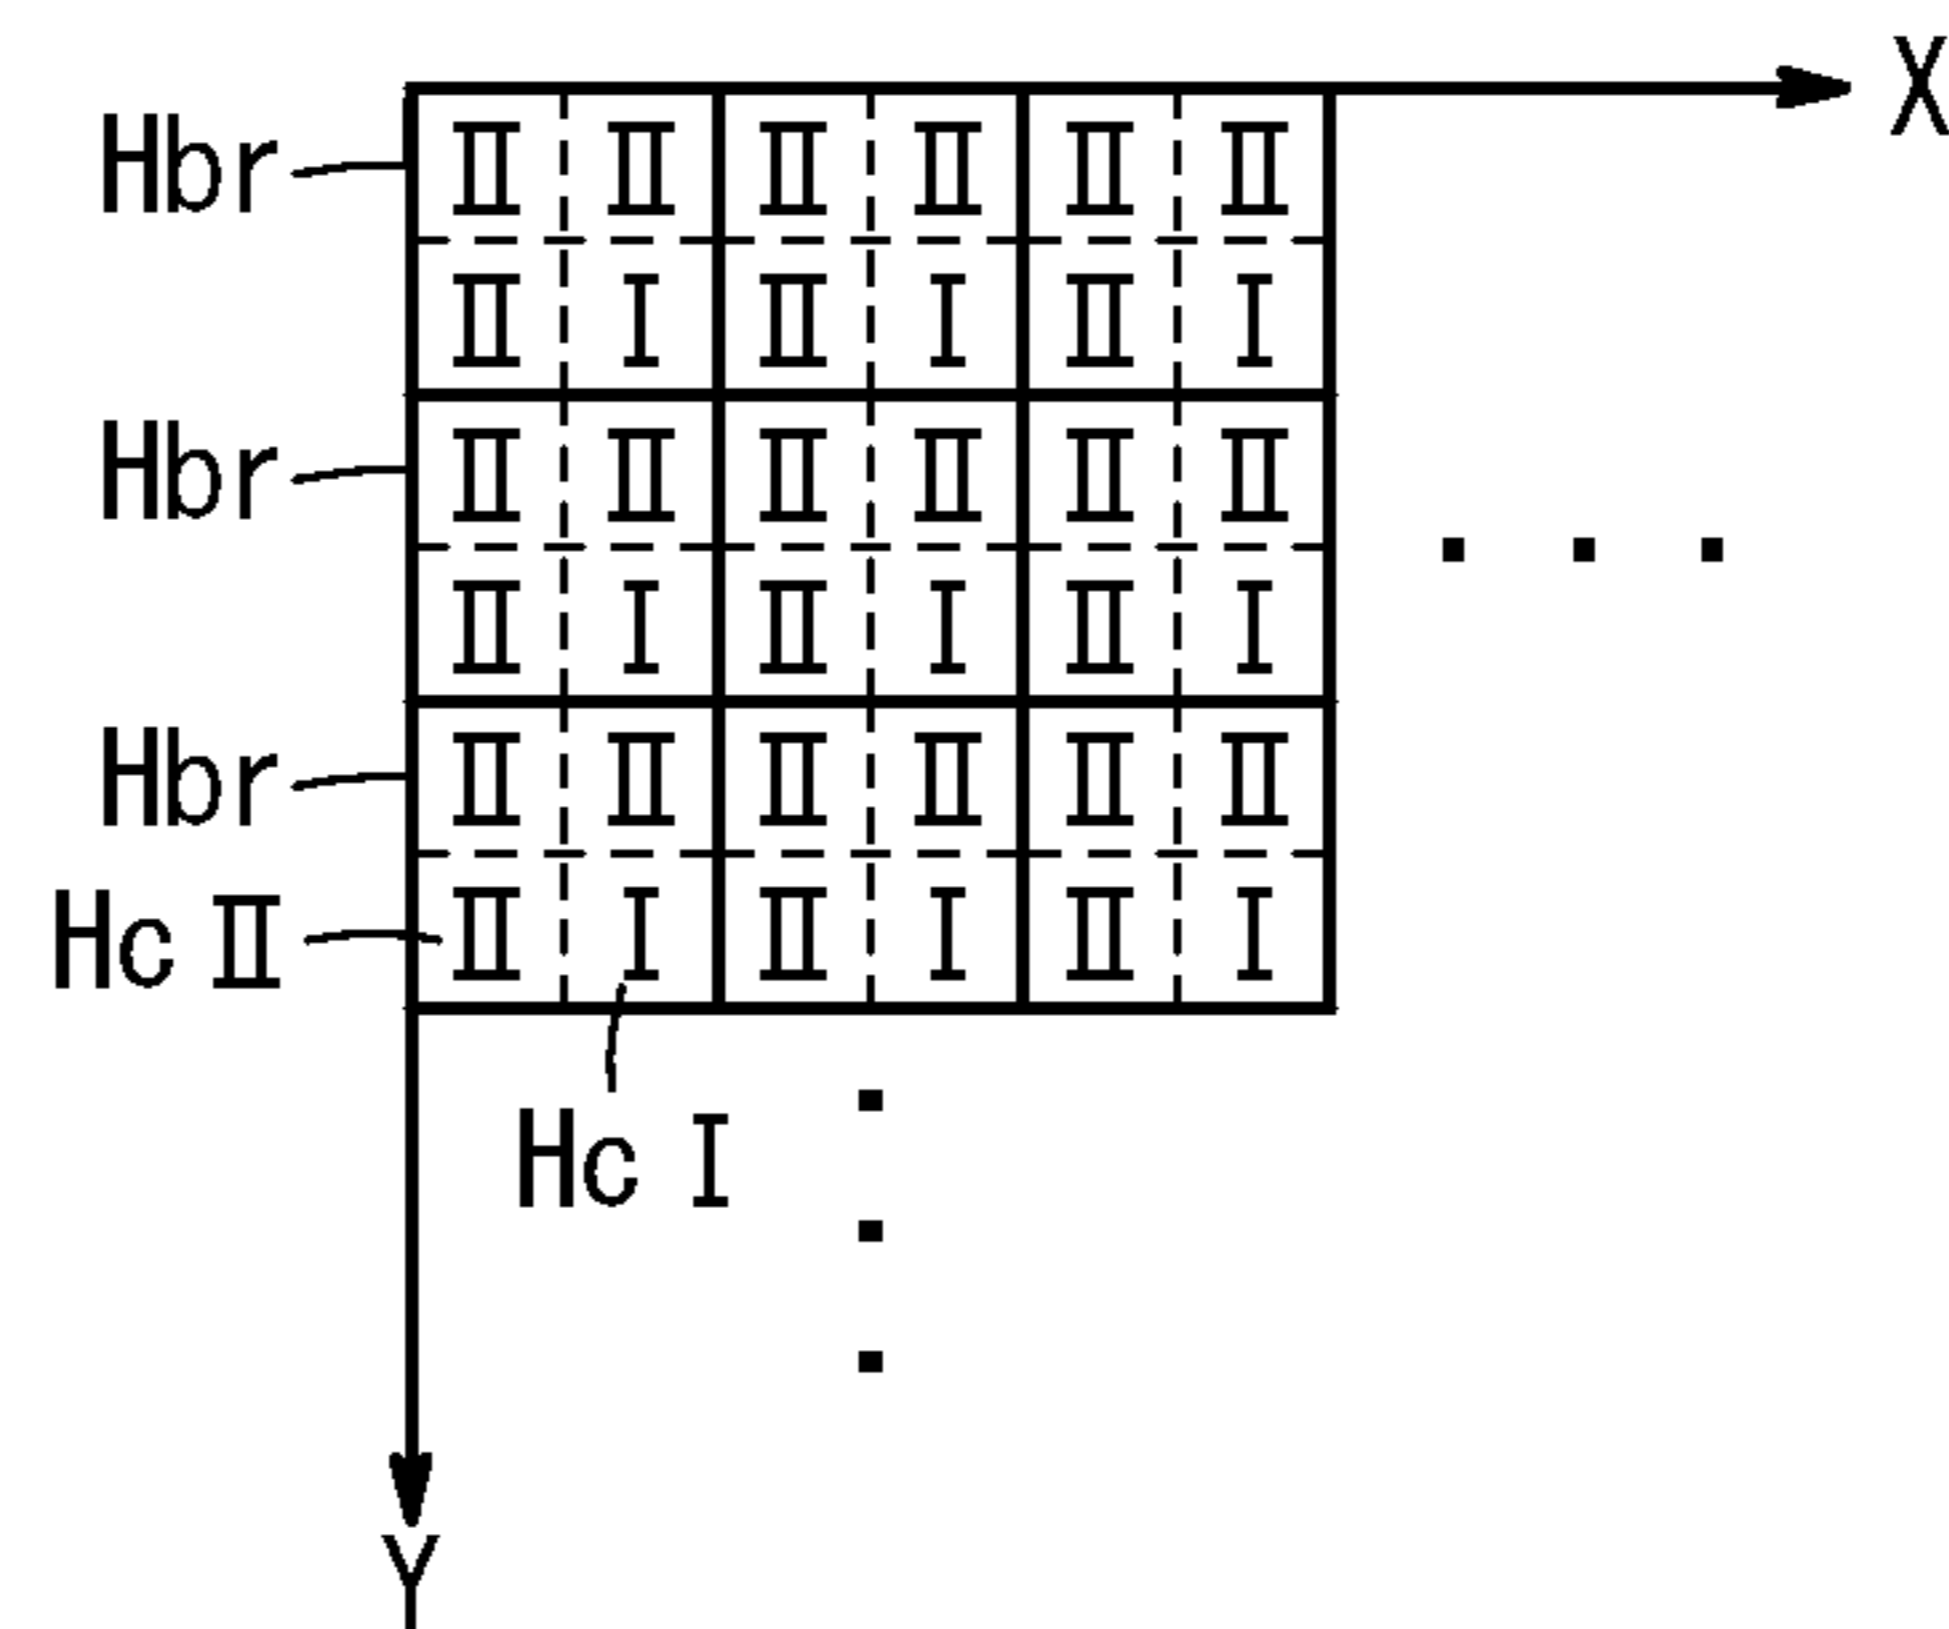 X
Hbr Ⅱ Ⅱ Ⅱ Ⅱ Ⅱ Ⅱ
Ⅱ Ⅰ Ⅱ Ⅰ Ⅱ Ⅰ
Hbr Ⅱ Ⅱ Ⅱ Ⅱ Ⅱ Ⅱ
Ⅱ Ⅰ Ⅱ Ⅰ Ⅱ Ⅰ
Hbr Ⅱ Ⅱ Ⅱ Ⅱ Ⅱ Ⅱ
Hc Ⅱ Ⅱ Ⅰ Ⅱ Ⅰ Ⅱ Ⅰ
Hc Ⅰ
Y